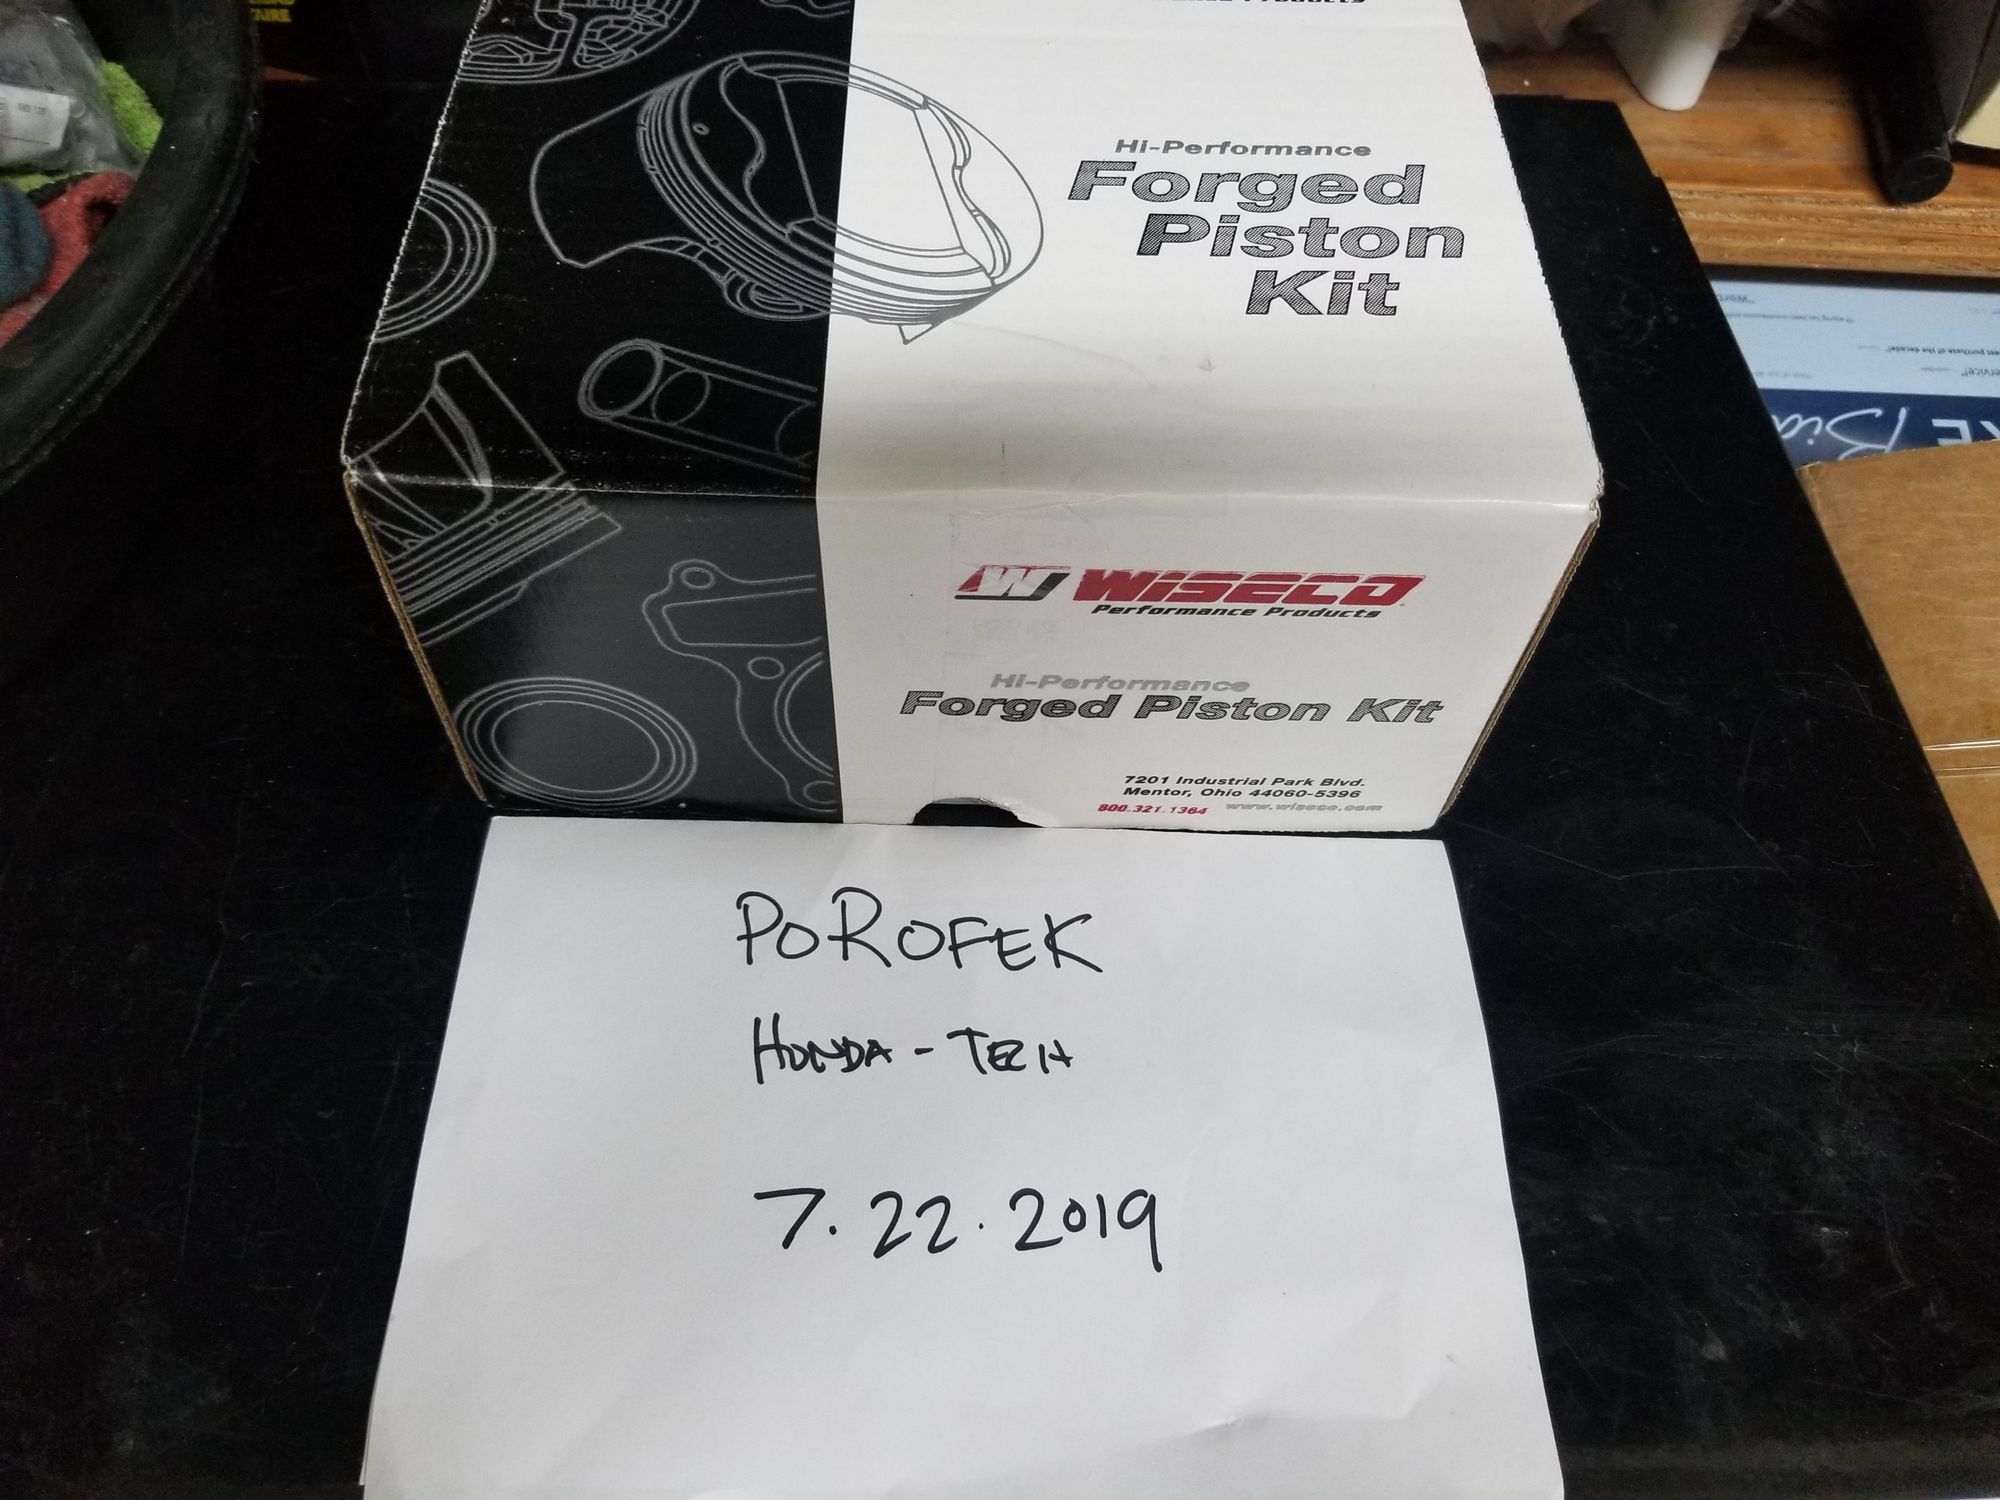 Hi-Performance
Forged
Piston
Kit
W WISECO
Performance Products
Hi-Performance
Forged Piston Kit
7201 Industrial Park Blvd.
Mentor, Ohio 44060-5396
800.321.1364 www.wiseco.com
POROFEK
HONDA-TECH
7.22.2019